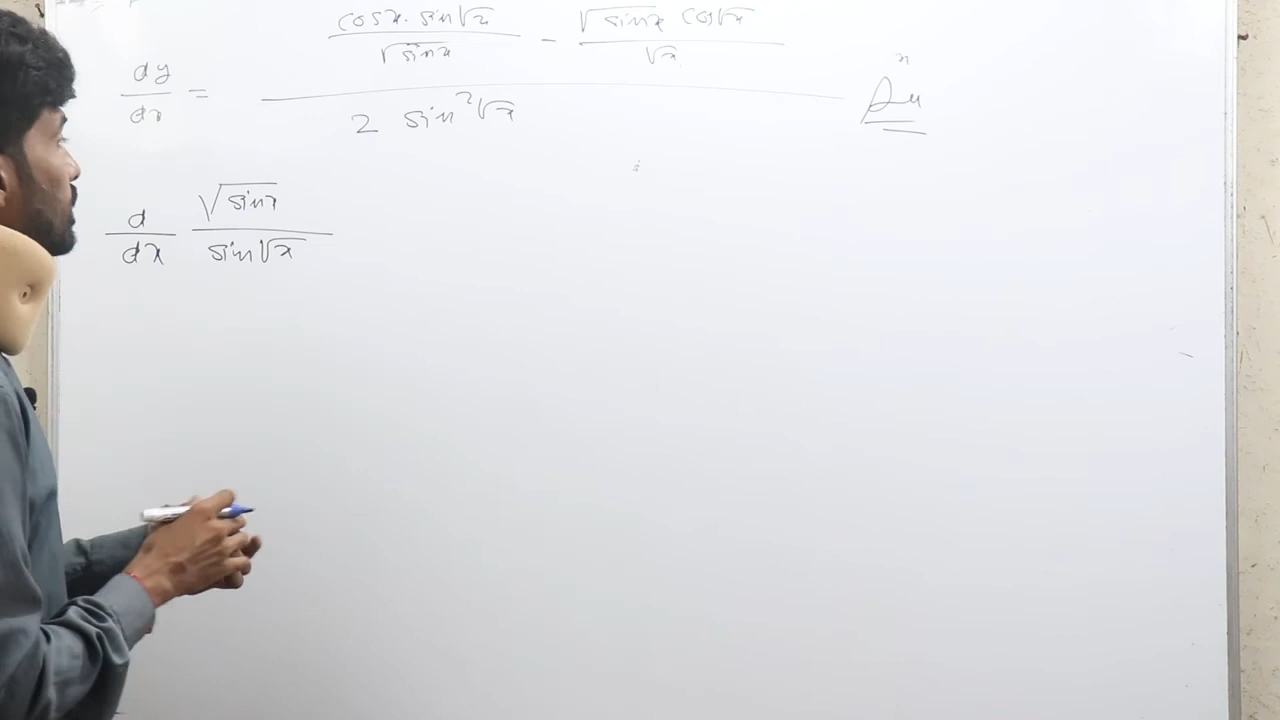 dy/dx = (cosx. sin√x / √sinx - √sinx cos√x / √x) / 2 sin²√x
d/dx √sinx / sin√x